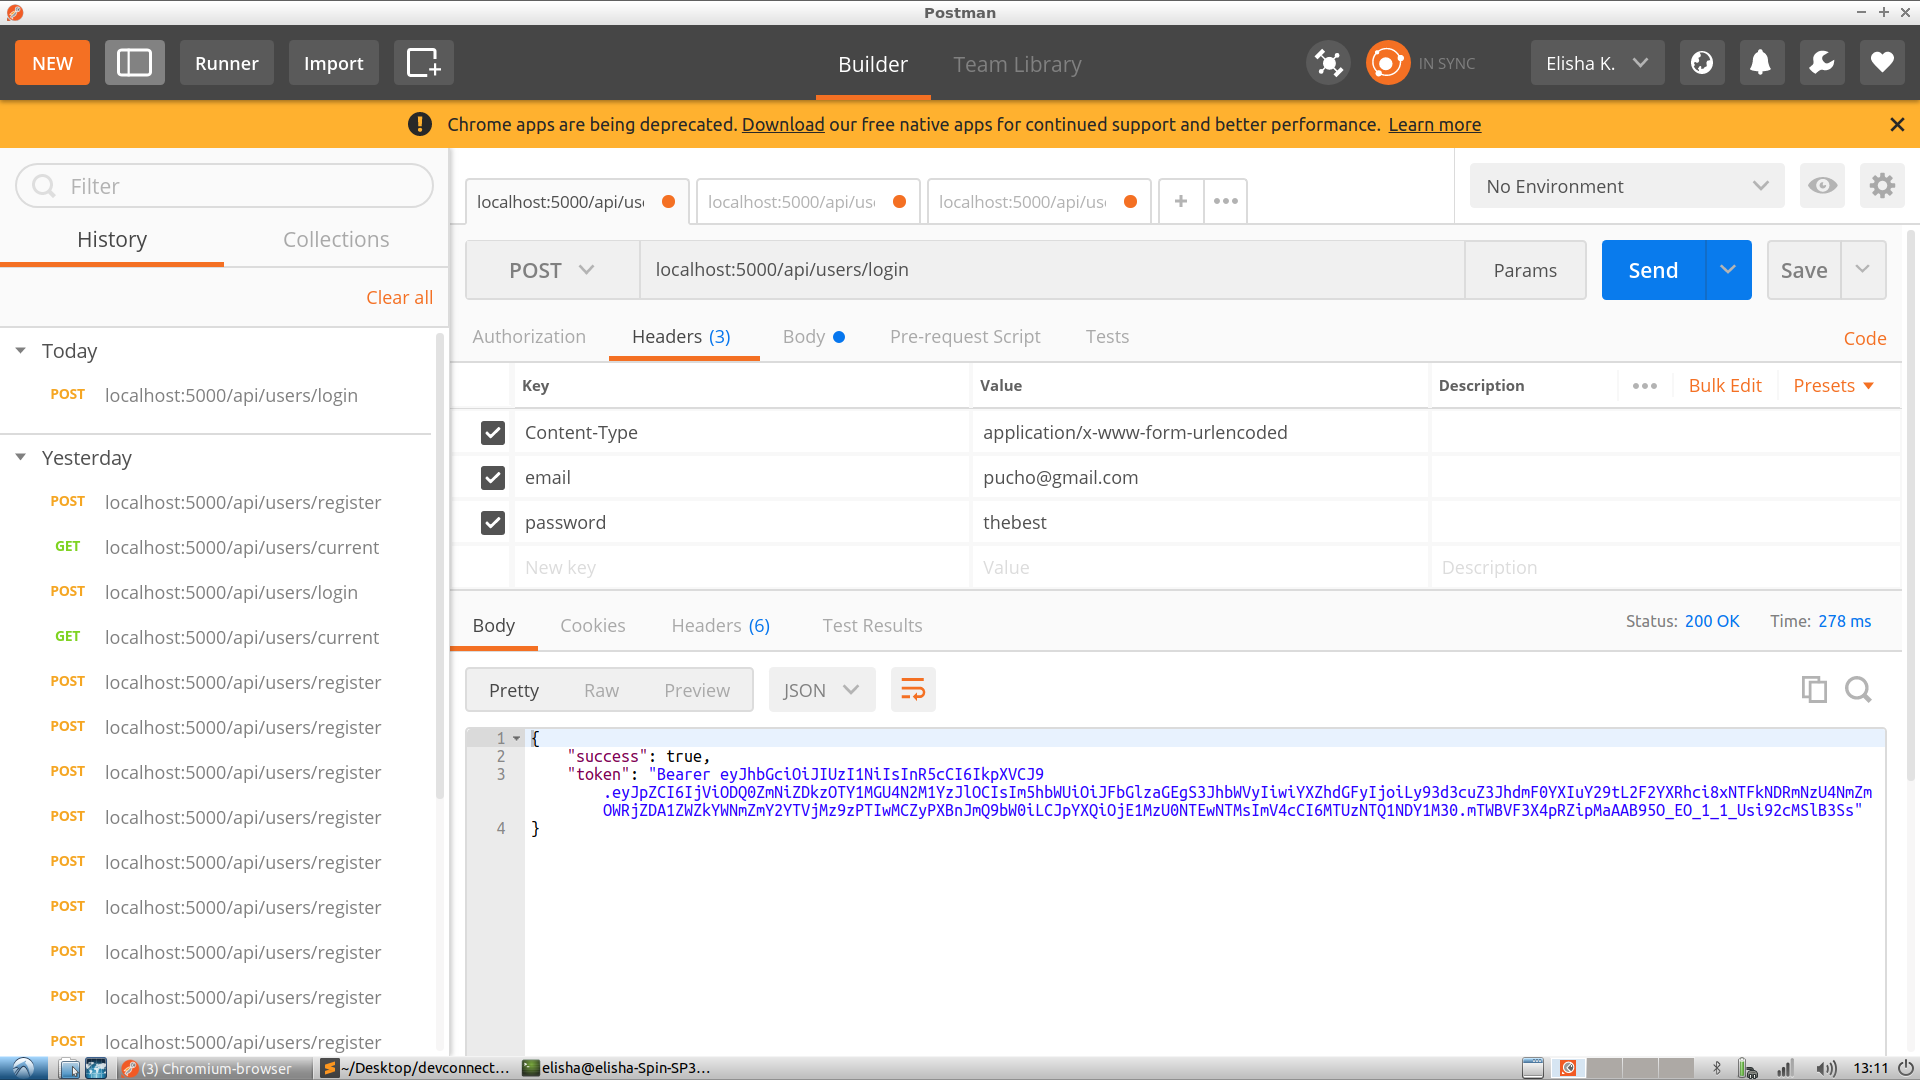 Postman
NEW
Runner
Import
Builder
Team Library
IN SYNC
Elisha K.
Chrome apps are being deprecated. Download our free native apps for continued support and better performance. Learn more
Filter
History
Collections
Clear all
Today
POST localhost:5000/api/users/login
Yesterday
POST localhost:5000/api/users/register
GET localhost:5000/api/users/current
POST localhost:5000/api/users/login
GET localhost:5000/api/users/current
POST localhost:5000/api/users/register
POST localhost:5000/api/users/register
POST localhost:5000/api/users/register
POST localhost:5000/api/users/register
POST localhost:5000/api/users/register
POST localhost:5000/api/users/register
POST localhost:5000/api/users/register
POST localhost:5000/api/users/register
POST localhost:5000/api/users/register
localhost:5000/api/us
localhost:5000/api/us
localhost:5000/api/us
No Environment
POST
localhost:5000/api/users/login
Params
Send
Save
Authorization
Headers (3)
Body
Pre-request Script
Tests
Code
Key Value Description
Bulk Edit
Presets
Content-Type application/x-www-form-urlencoded
email pucho@gmail.com
password thebest
New key Value Description
Body
Cookies
Headers (6)
Test Results
Status: 200 OK
Time: 278 ms
Pretty
Raw
Preview
JSON
1 {
2 "success": true,
3 "token": "Bearer eyJhbGciOiJIUzI1NiIsInR5cCI6IkpXVCJ9
.eyJpZCI6IjViODQ0ZmNiZDkzOTY1MGU4N2M1YzJlOCIsIm5hbWUiOiJFbGlzaGEgS3JhbWVyIiwiYXZhdGFyIjoiLy93d3cuZ3JhdmF0YXIuY29tL2F2YXRhci8xNTFkNDRmNzU4NmZm
OWRjZDA1ZWZkYWNmZmY2YTVjMz9zPTIwMCZyPXBnJmQ9bW0iLCJpYXQiOjE1MzU0NTEwNTMsImV4cCI6MTUzNTQ1NDY1M30.mTWBVF3X4pRZipMaAAB95O_EO_1_1_Usi92cMSlB3Ss"
4 }
(3) Chromium-browser
~/Desktop/devconnect...
elisha@elisha-Spin-SP3...
13:11